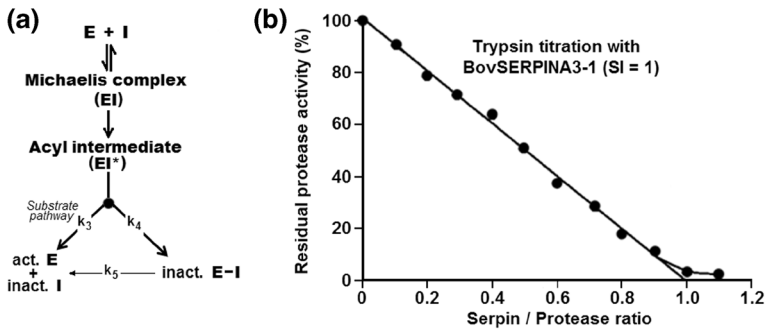 (a)
E + I
Michaelis complex
(EI)
Acyl intermediate
(EI*)
Substrate
pathway
k3
k4
act. E
+
inact. I
k5
inact. E–I
(b)
Trypsin titration with
BovSERPINA3-1 (SI = 1)
Residual protease activity (%)
100
80
60
40
20
0
0 0.2 0.4 0.6 0.8 1.0 1.2
Serpin / Protease ratio